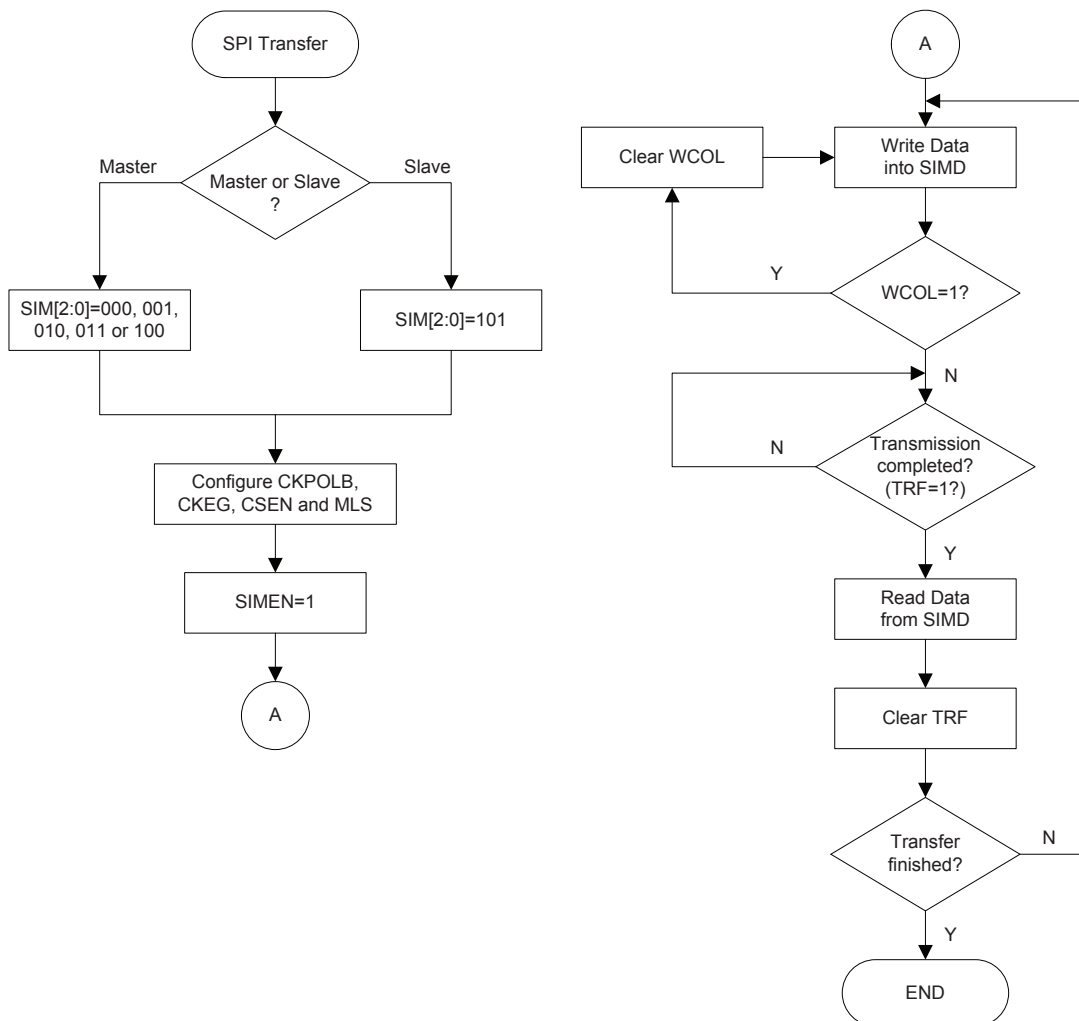 SPI Transfer
Master
Master or Slave
?
Slave
SIM[2:0]=000, 001,
010, 011 or 100
SIM[2:0]=101
Configure CKPOLB,
CKEG, CSEN and MLS
SIMEN=1
A
A
Clear WCOL
Write Data
into SIMD
Y
WCOL=1?
N
N
Transmission
completed?
(TRF=1?)
Y
Read Data
from SIMD
Clear TRF
Transfer
finished?
N
Y
END